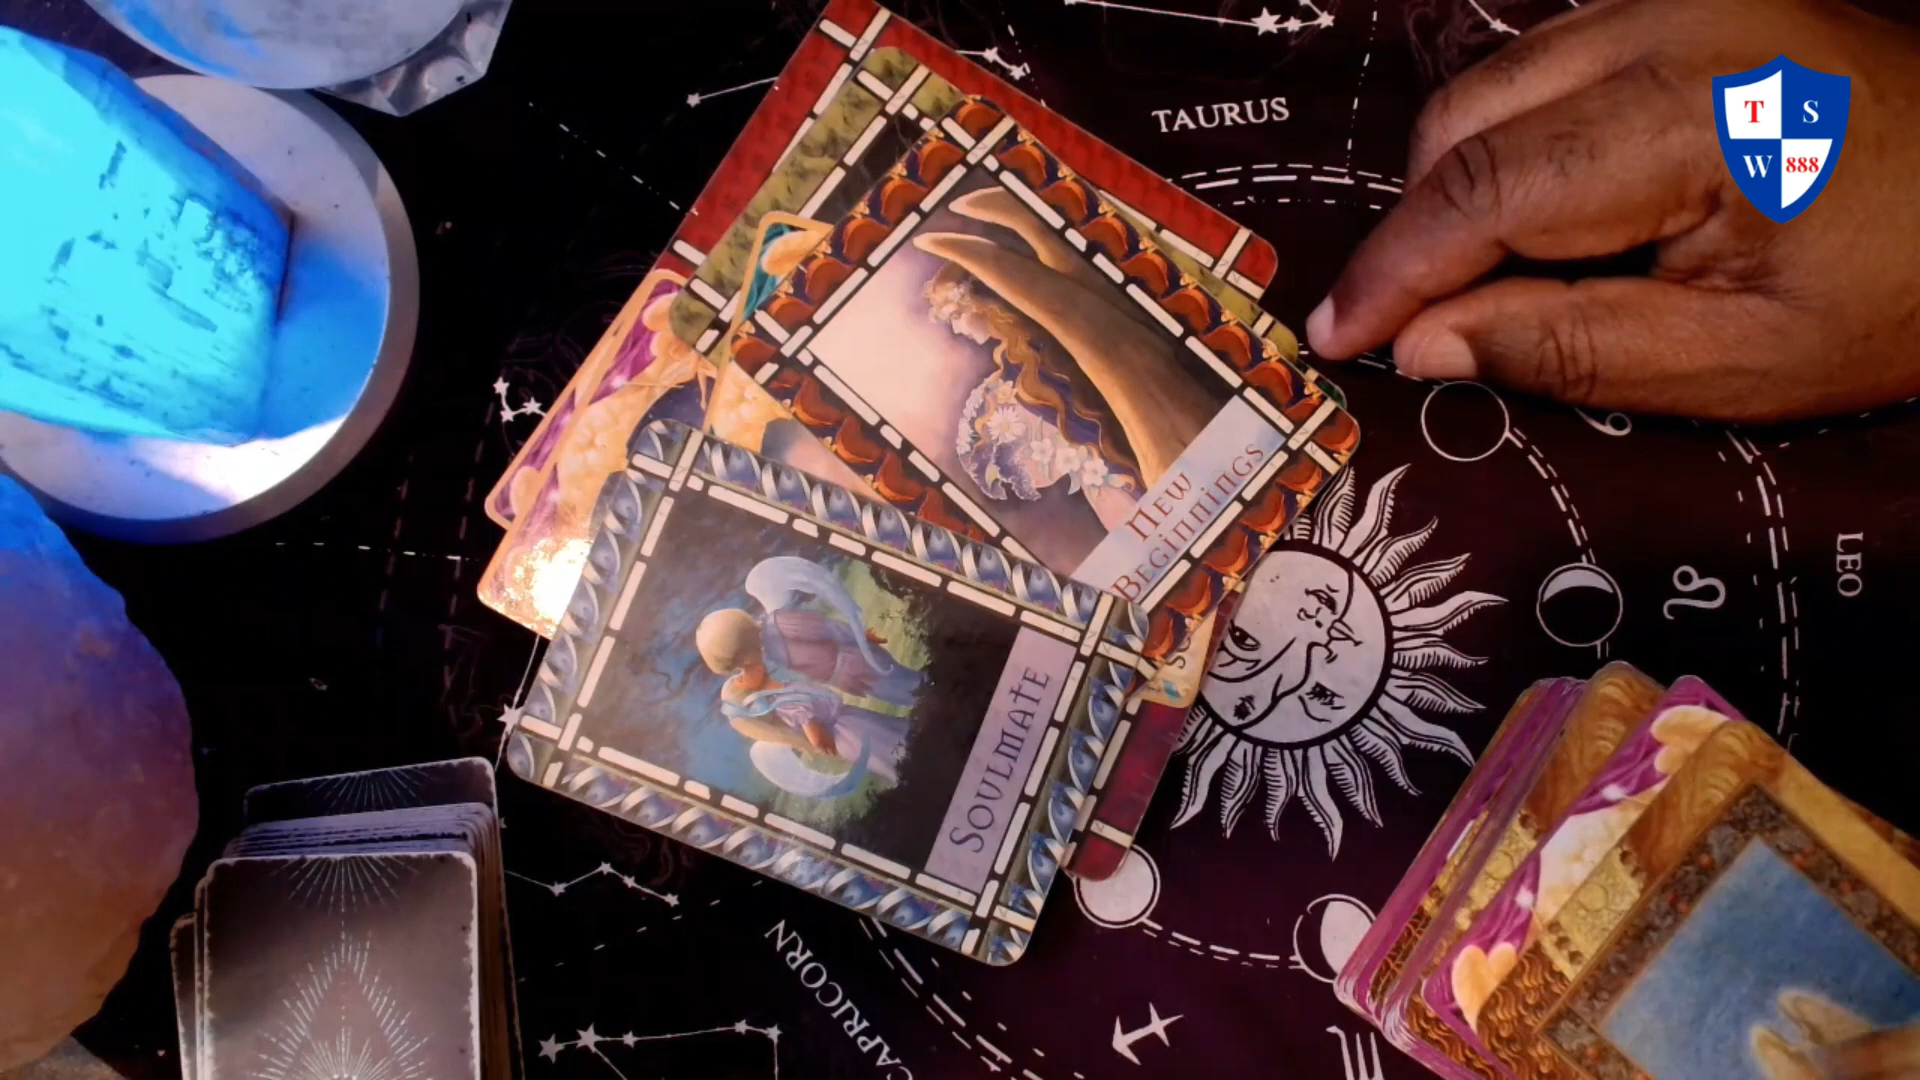 TAURUS
T S
W 888
NEW
BEGINNINGS
LEO
SOULMATE
CAPRICORN